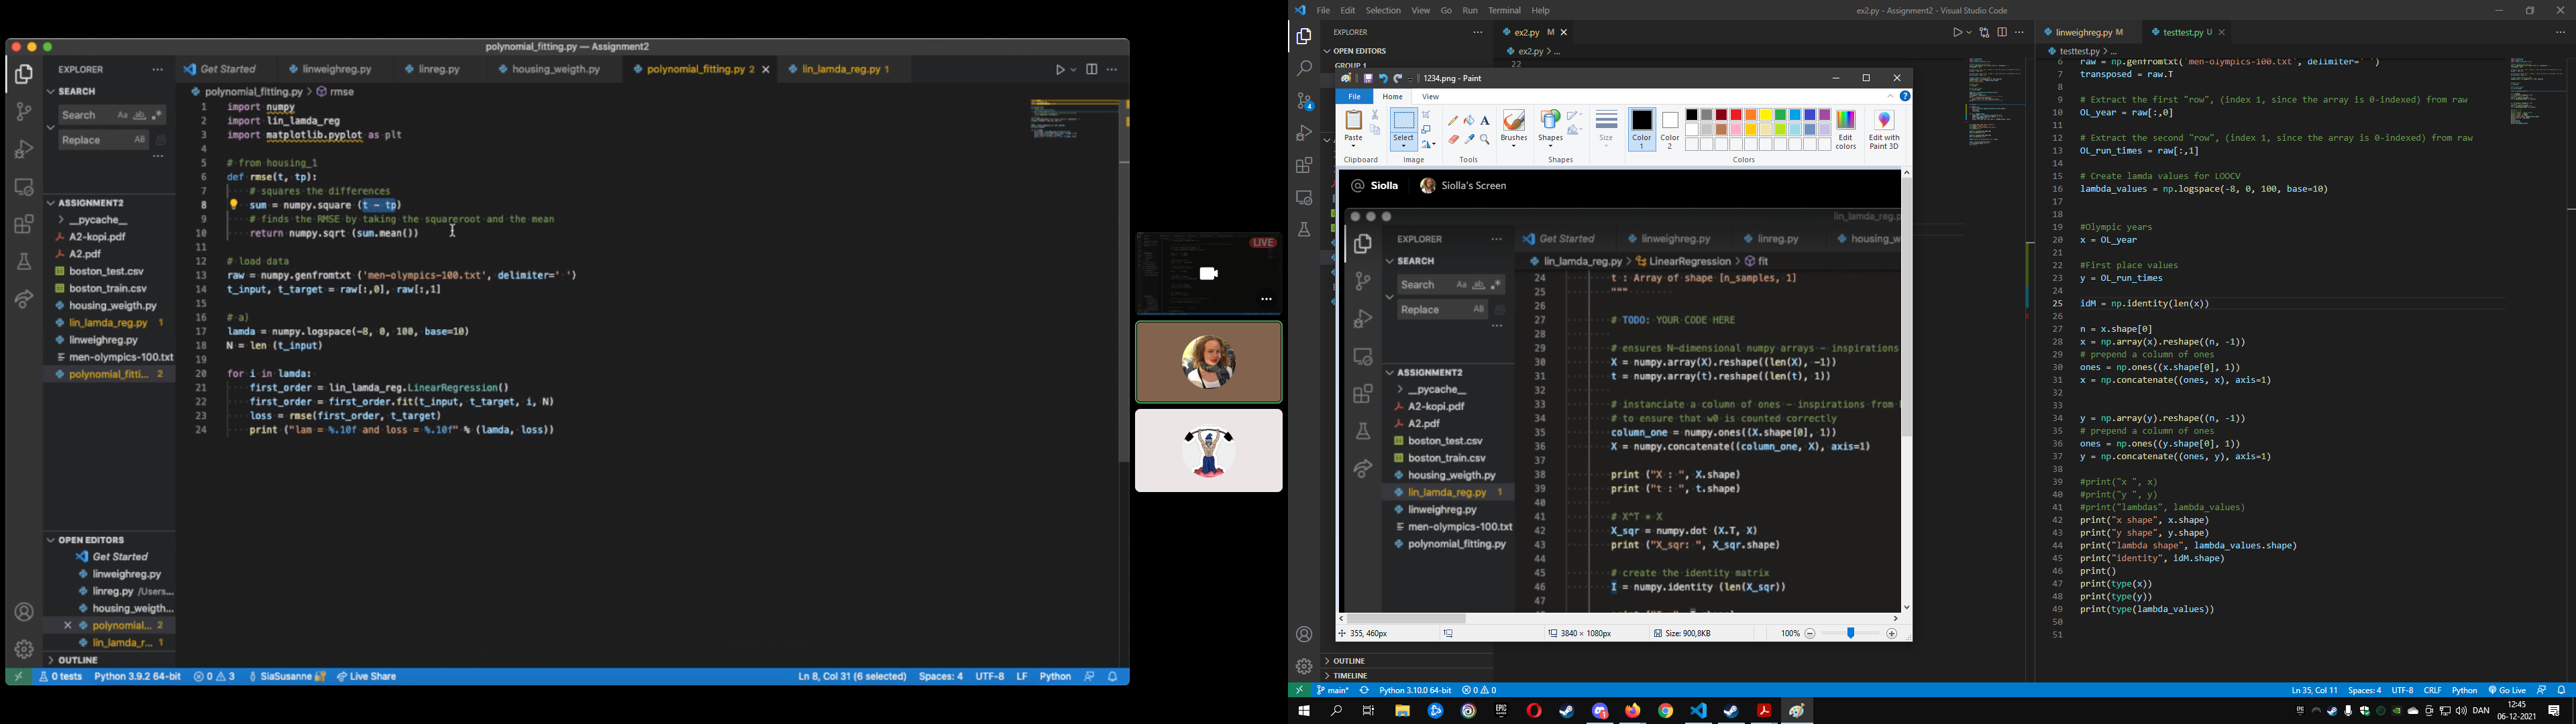 polynomial_fitting.py — Assignment2
EXPLORER
Get Started
linweighreg.py
linreg.py
housing_weigth.py
polynomial_fitting.py 2
lin_lamda_reg.py 1
SEARCH
Search
Replace
polynomial_fitting.py > rmse
1 import numpy
2 import lin_lamda_reg
3 import matplotlib.pyplot as plt
4
5 # from housing_1
6 def rmse(t, tp):
7 # squares the differences
8 sum = numpy.square (t - tp)
9 # finds the RMSE by taking the squareroot and the mean
10 return numpy.sqrt (sum.mean())
11
12 # load data
13 raw = numpy.genfromtxt ('men-olympics-100.txt', delimiter=' ')
14 t_input, t_target = raw[:,0], raw[:,1]
15
16 # a)
17 lamda = numpy.logspace(-8, 0, 100, base=10)
18 N = len (t_input)
19
20 for i in lamda:
21 first_order = lin_lamda_reg.LinearRegression()
22 first_order = first_order.fit(t_input, t_target, i, N)
23 loss = rmse(first_order, t_target)
24 print ("lam = %.10f and loss = %.10f" % (lamda, loss))
ASSIGNMENT2
__pycache__
A2-kopi.pdf
A2.pdf
boston_test.csv
boston_train.csv
housing_weigth.py
lin_lamda_reg.py 1
linweighreg.py
men-olympics-100.txt
polynomial_fitti... 2
OPEN EDITORS
Get Started
linweighreg.py
linreg.py /Users...
housing_weigth...
polynomial... 2
lin_lamda_r... 1
OUTLINE
0 tests Python 3.9.2 64-bit 0 3 SiaSusanne Live Share
Ln 8, Col 31 (6 selected) Spaces: 4 UTF-8 LF Python
LIVE
File Edit Selection View Go Run Terminal Help
ex2.py - Assignment2 - Visual Studio Code
EXPLORER
OPEN EDITORS
GROUP 1
ex2.py M
ex2.py > ...
22
1234.png - Paint
File Home View
Paste
Clipboard
Select
Image
Tools
Brushes
Shapes
Shapes
Size
Color 1
Color 2
Edit colors
Colors
Edit with Paint 3D
@ Siolla
Siolla's Screen
lin_lamda_reg.p
EXPLORER
Get Started
linweighreg.py
linreg.py
housing_w
SEARCH
Search
Replace
lin_lamda_reg.py > LinearRegression > fit
24 t : Array of shape [n_samples, 1]
25 """
26
27 # TODO: YOUR CODE HERE
28
29 # ensures N-dimensional numpy arrays - inspirations
30 X = numpy.array(X).reshape((len(X), -1))
31 t = numpy.array(t).reshape((len(t), 1))
32
33 # instanciate a column of ones - inspirations from
34 # to ensure that w0 is counted correctly
35 column_one = numpy.ones((X.shape[0], 1))
36 X = numpy.concatenate((column_one, X), axis=1)
37
38 print ("X : ", X.shape)
39 print ("t : ", t.shape)
40
41 # X^T * X
42 X_sqr = numpy.dot (X.T, X)
43 print ("X_sqr: ", X_sqr.shape)
44
45 # create the identity matrix
46 I = numpy.identity (len(X_sqr))
47
ASSIGNMENT2
__pycache__
A2-kopi.pdf
A2.pdf
boston_test.csv
boston_train.csv
housing_weigth.py
lin_lamda_reg.py 1
linweighreg.py
men-olympics-100.txt
polynomial_fitting.py
355, 460px
3840 × 1080px
Size: 900,8KB
100%
OUTLINE
TIMELINE
main* Python 3.10.0 64-bit 0 0
linweighreg.py M
testtest.py U
testtest.py > ...
6 raw = np.genfromtxt('men-olympics-100.txt', delimiter=' ')
7 transposed = raw.T
8
9 # Extract the first "row", (index 1, since the array is 0-indexed) from raw
10 OL_year = raw[:,0]
11
12 # Extract the second "row", (index 1, since the array is 0-indexed) from raw
13 OL_run_times = raw[:,1]
14
15 # Create lamda values for LOOCV
16 lambda_values = np.logspace(-8, 0, 100, base=10)
17
18
19 #Olympic years
20 x = OL_year
21
22 #First place values
23 y = OL_run_times
24
25 idM = np.identity(len(x))
26
27 n = x.shape[0]
28 x = np.array(x).reshape((n, -1))
29 # prepend a column of ones
30 ones = np.ones((x.shape[0], 1))
31 x = np.concatenate((ones, x), axis=1)
32
33
34 y = np.array(y).reshape((n, -1))
35 # prepend a column of ones
36 ones = np.ones((y.shape[0], 1))
37 y = np.concatenate((ones, y), axis=1)
38
39 #print("x ", x)
40 #print("y ", y)
41 #print("lambdas", lambda_values)
42 print("x shape", x.shape)
43 print("y shape", y.shape)
44 print("lambda shape", lambda_values.shape)
45 print("identity", idM.shape)
46 print()
47 print(type(x))
48 print(type(y))
49 print(type(lambda_values))
50
51
Ln 35, Col 11 Spaces: 4 UTF-8 CRLF Python Go Live
DAN
12:45
06-12-2021